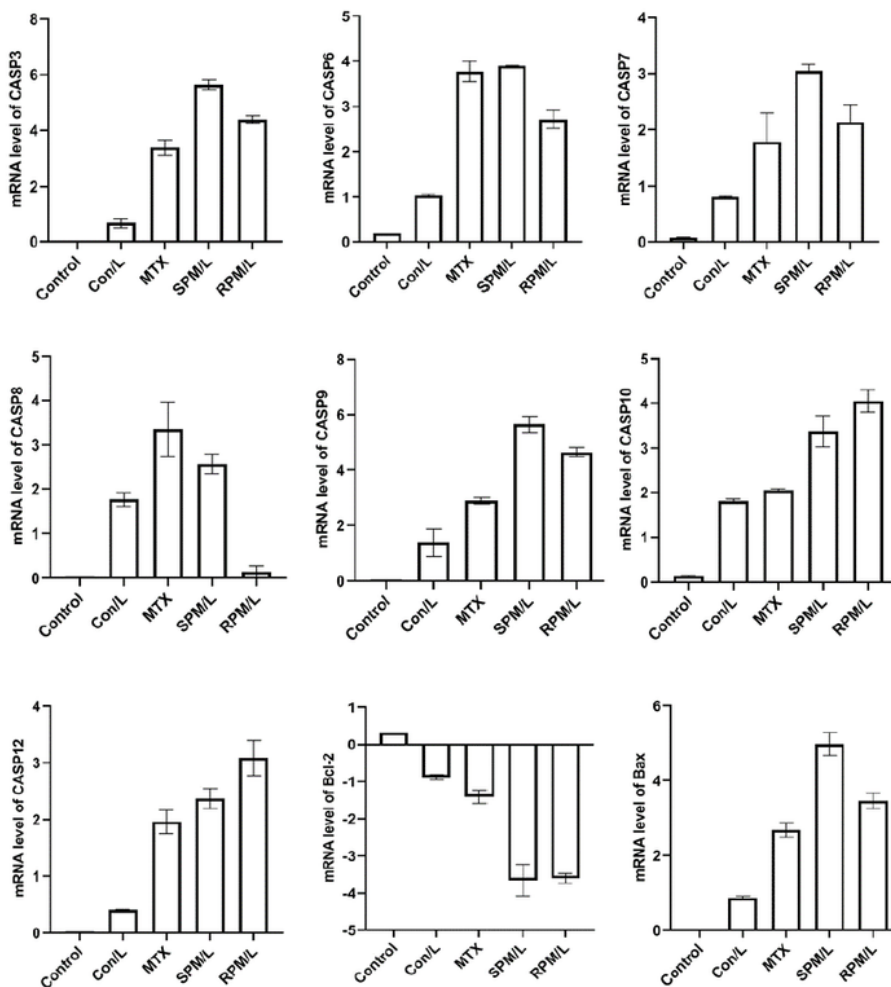 mRNA level of CASP3
8
6
4
2
0
Control
Con/L
MTX
SPM/L
RPM/L
mRNA level of CASP6
6
5
4
3
2
1
0
Control
Con/L
MTX
SPM/L
RPM/L
mRNA level of CASP7
4
3
2
1
0
Control
Con/L
MTX
SPM/L
RPM/L
mRNA level of CASP8
5
4
3
2
1
0
Control
Con/L
MTX
SPM/L
RPM/L
mRNA level of CASP9
8
6
4
2
0
Control
Con/L
MTX
SPM/L
RPM/L
mRNA level of CASP10
5
4
3
2
1
0
Control
Con/L
MTX
SPM/L
RPM/L
mRNA level of CASP12
4
3
2
1
0
Control
Con/L
MTX
SPM/L
RPM/L
mRNA level of Bcl-2
1
0
-1
-2
-3
-4
-5
Control
Con/L
MTX
SPM/L
RPM/L
mRNA level of Bax
6
4
2
0
Control
Con/L
MTX
SPM/L
RPM/L